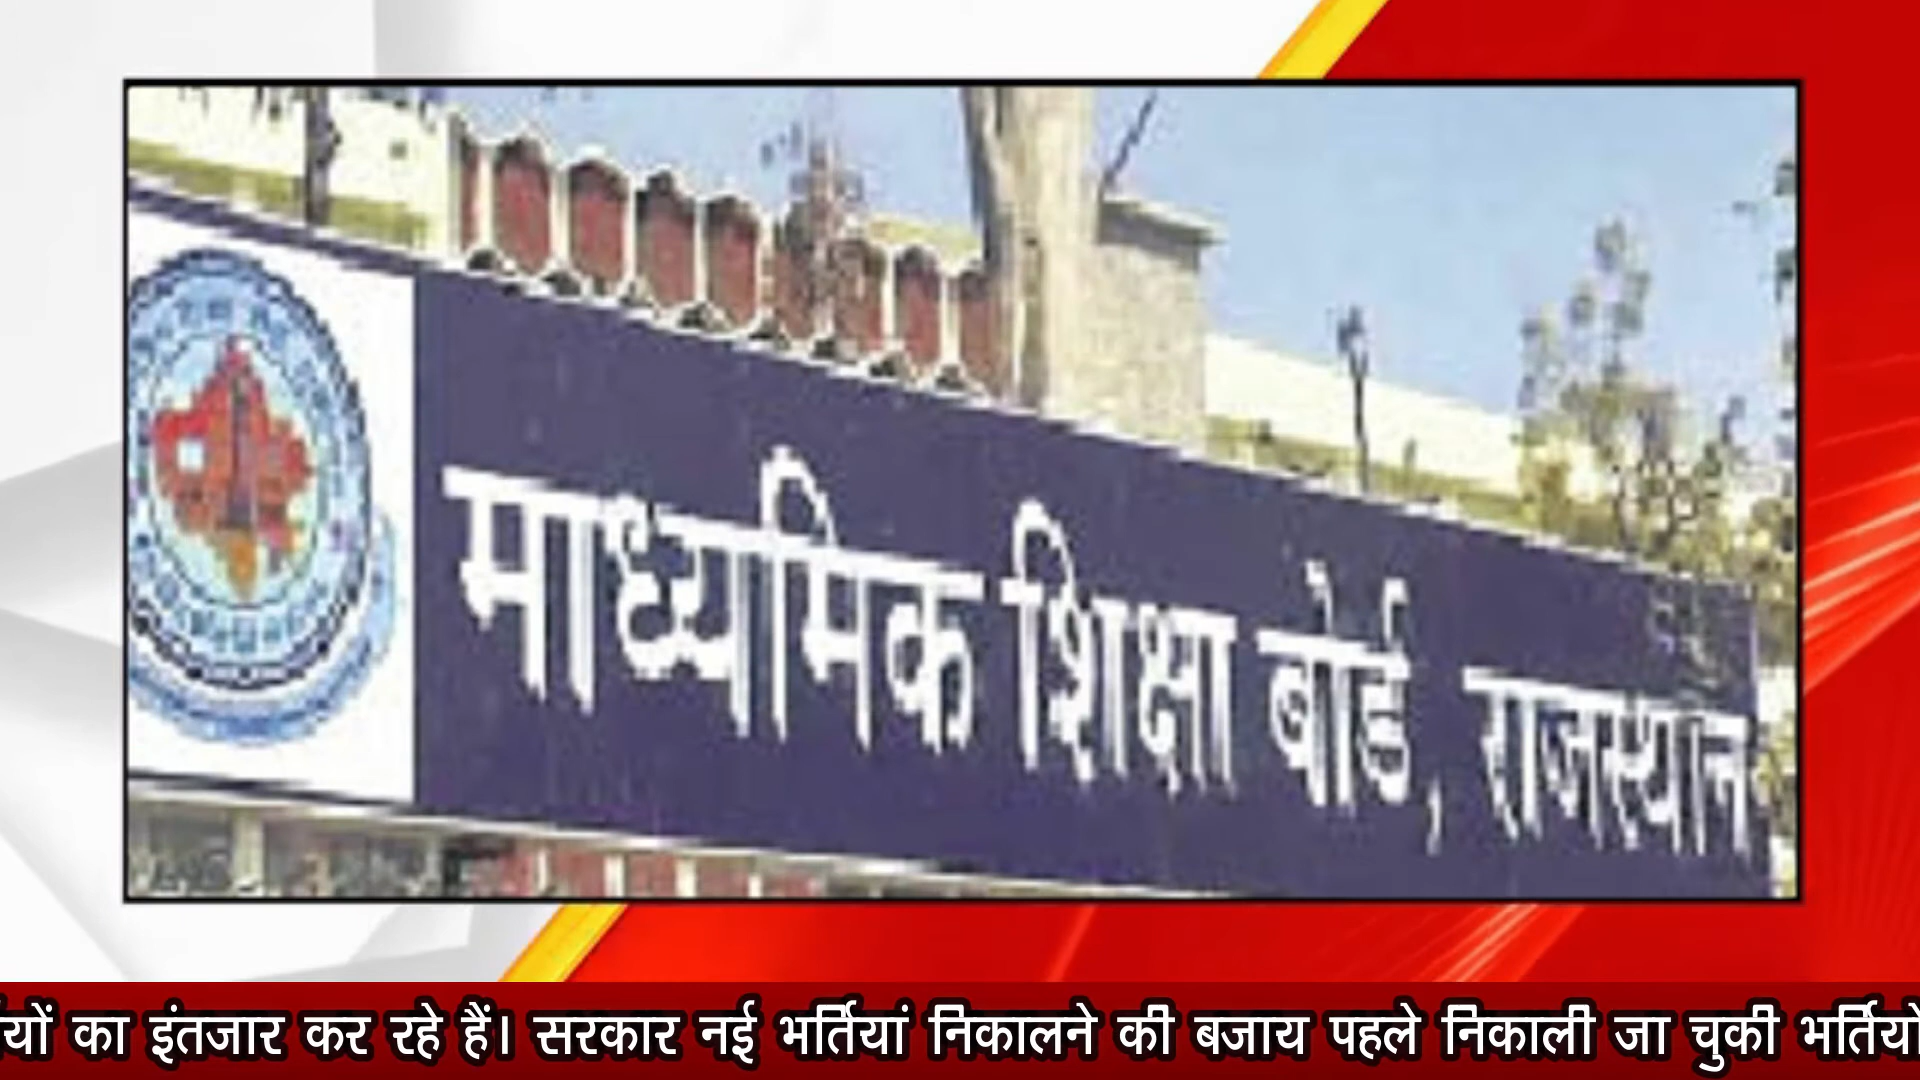 माध्यमिक शिक्षा बोर्ड, राजस्थान
का इंतजार कर रहे हैं। सरकार नई भर्तियां निकालने की बजाय पहले निकाली जा चुकी